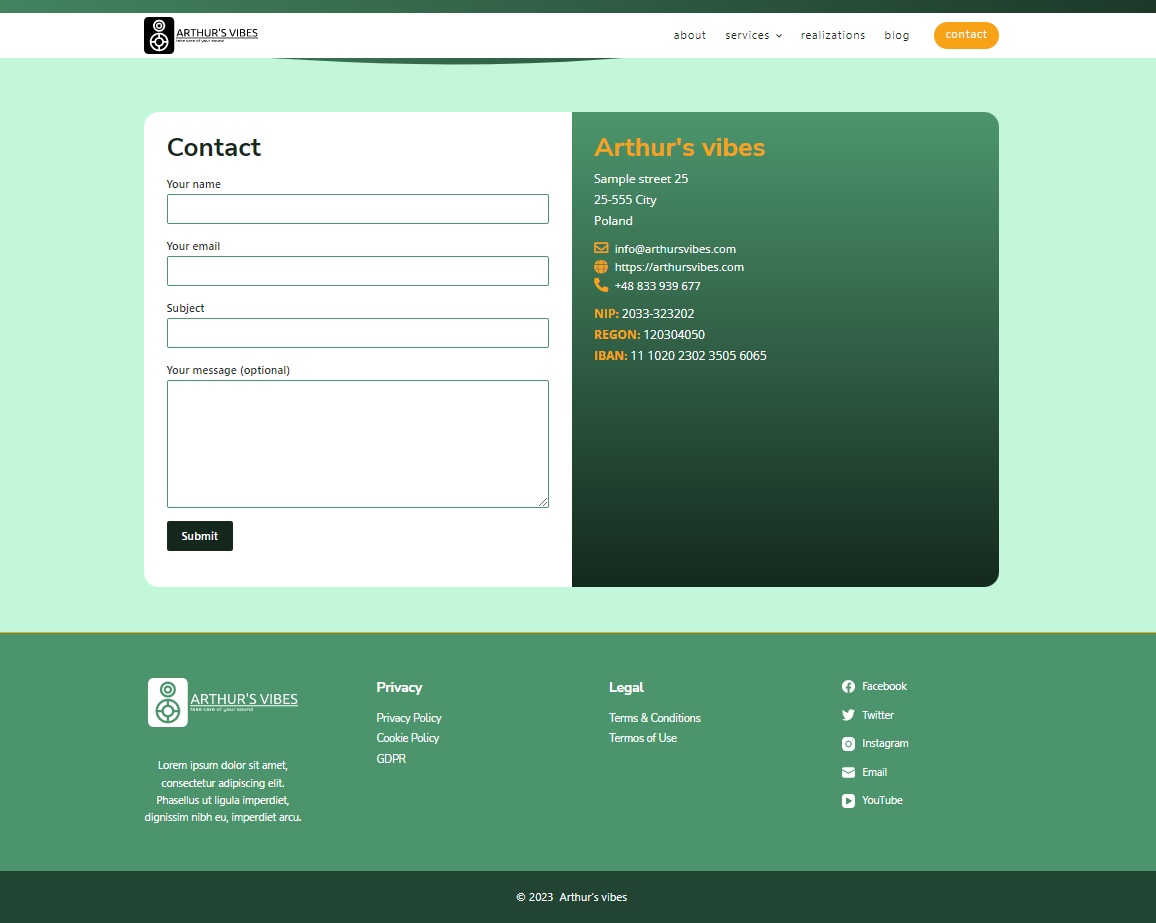 ARTHUR'S VIBES
take care of your sound
about
services
realizations
blog
contact
Contact
Your name
Your email
Subject
Your message (optional)
Submit
Arthur's vibes
Sample street 25
25-555 City
Poland
info@arthursvibes.com
https://arthursvibes.com
+48 833 939 677
NIP: 2033-323202
REGON: 120304050
IBAN: 11 1020 2302 3505 6065
ARTHUR'S VIBES
take care of your sound
Lorem ipsum dolor sit amet,
consectetur adipiscing elit.
Phasellus ut ligula imperdiet,
dignissim nibh eu, imperdiet arcu.
Privacy
Privacy Policy
Cookie Policy
GDPR
Legal
Terms & Conditions
Termos of Use
Facebook
Twitter
Instagram
Email
YouTube
© 2023 Arthur's vibes